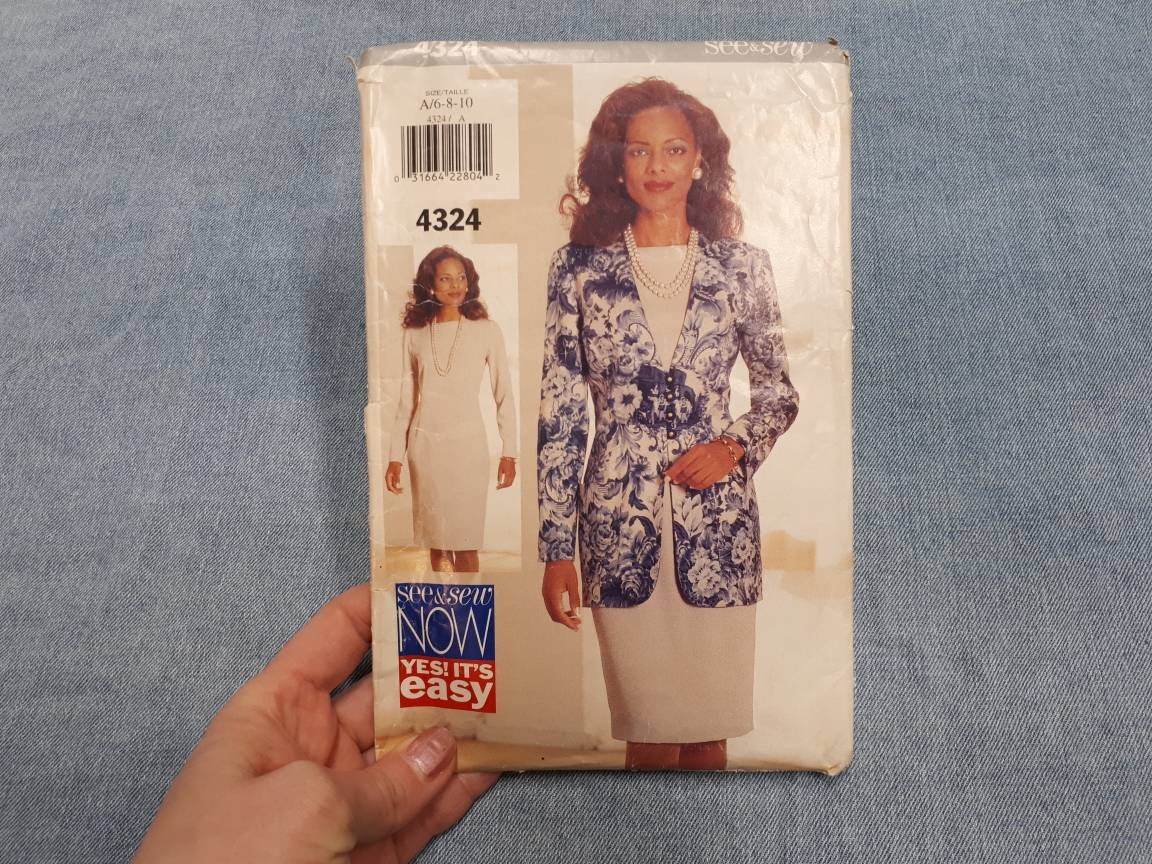 4324 see&sew
SIZE/TAILLE
A/6-8-10
4324/ A
0 31664 22804 2
4324
see&sew
NOW
YES! IT'S
easy